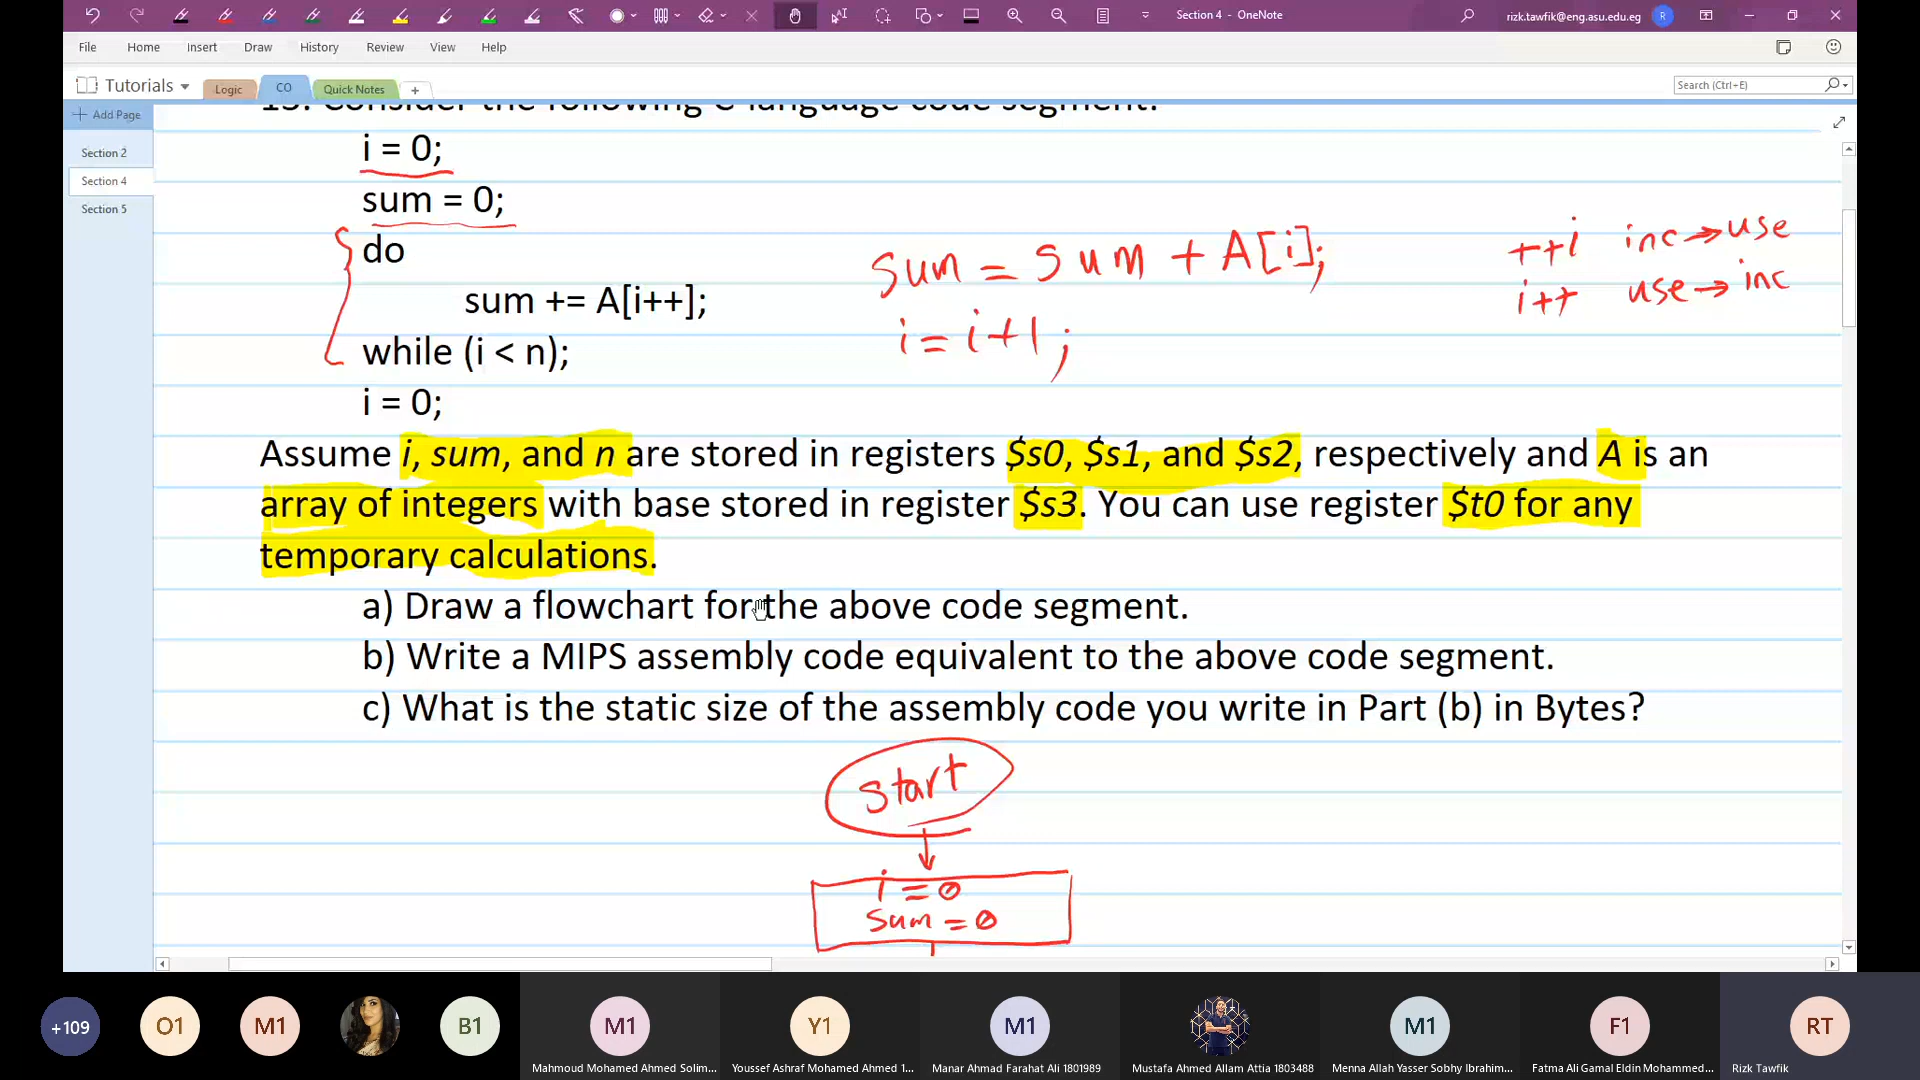 Section 4 - OneNote
rizk.tawfik@eng.asu.edu.eg
R
File Home Insert Draw History Review View Help
Tutorials
Logic
CO
Quick Notes
+
Search (Ctrl+E)
Add Page
Section 2
Section 4
Section 5
13. Consider the following C language code segment:
i = 0;
sum = 0;
do
sum += A[i++];
while (i < n);
i = 0;
sum = sum + A[i];
i = i+1;
++i inc → use
i++ use → inc
Assume i, sum, and n are stored in registers $s0, $s1, and $s2, respectively and A is an
array of integers with base stored in register $s3. You can use register $t0 for any
temporary calculations.
a) Draw a flowchart for the above code segment.
b) Write a MIPS assembly code equivalent to the above code segment.
c) What is the static size of the assembly code you write in Part (b) in Bytes?
start
i = 0
sum = 0
+109
O1
M1
B1
M1
Y1
M1
M1
F1
RT
Mahmoud Mohamed Ahmed Solim...
Youssef Ashraf Mohamed Ahmed 1...
Manar Ahmad Farahat Ali 1801989
Mustafa Ahmed Allam Attia 1803488
Menna Allah Yasser Sobhy Ibrahim...
Fatma Ali Gamal Eldin Mohammed...
Rizk Tawfik